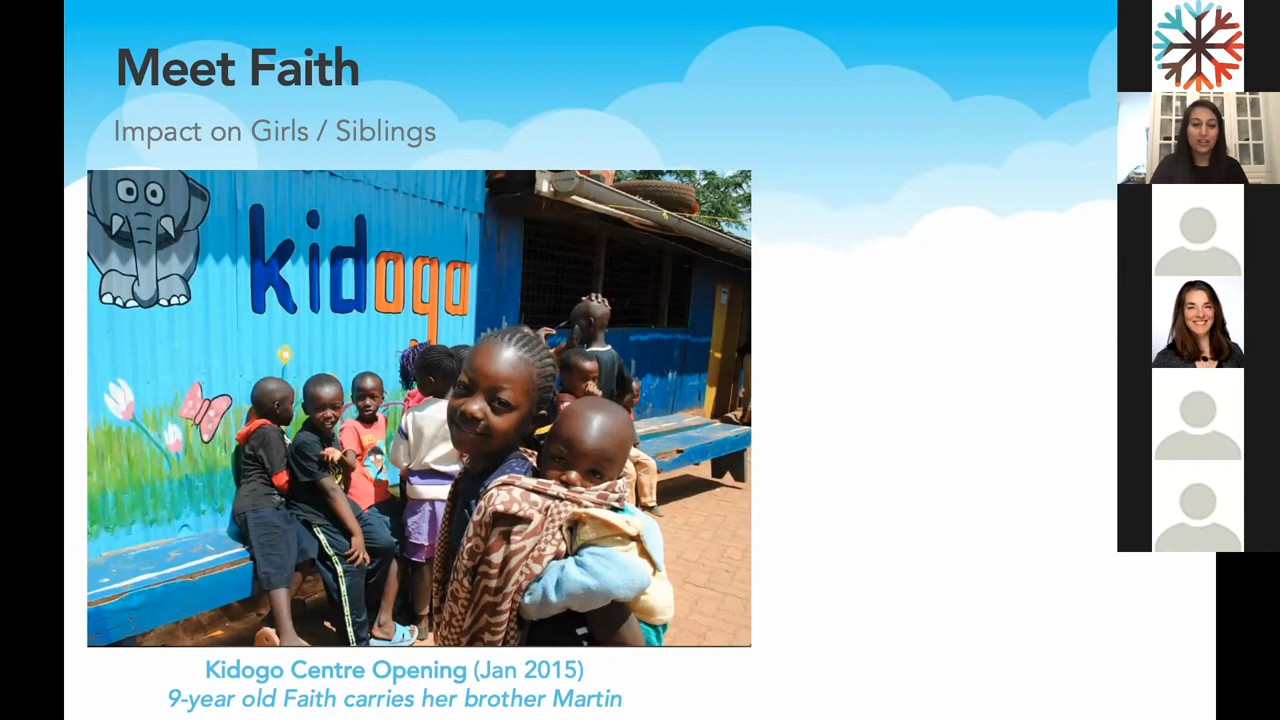 Meet Faith
Impact on Girls / Siblings
kidogo
Kidogo Centre Opening (Jan 2015)
9-year old Faith carries her brother Martin